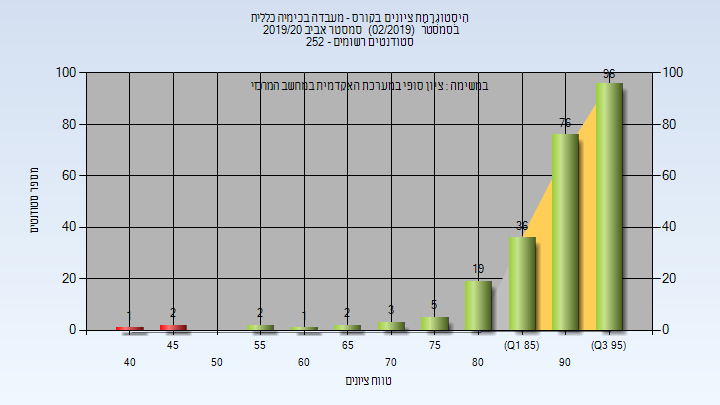 היסטוגרמת ציונים בקורס - מעבדה בכימיה כללית
בסמסטר (02/2019) סמסטר אביב 2019/20
סטודנטים רשומים - 252
במשימה : ציון סופי במערכת האקדמית במחשב המרכזי
מספר סטודנטים
100 100
80 80
60 60
40 40
20 20
0 0
1 2 2 1 2 3 5 19 36 76 96
45 55 65 75 (Q1 85) (Q3 95)
40 50 60 70 80 90
טווח ציונים